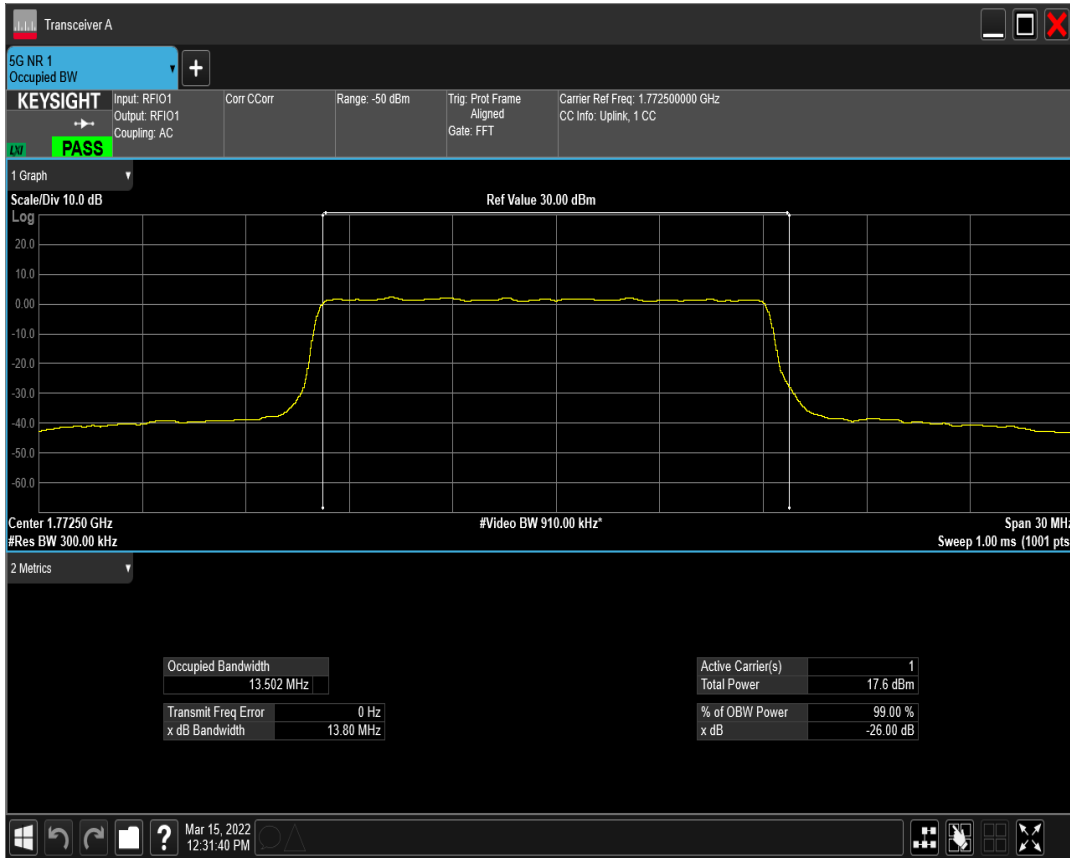 Transceiver A
5G NR 1
Occupied BW
KEYSIGHT
LXI
PASS
Input: RFIO1
Output: RFIO1
Coupling: AC
Corr CCorr
Range: -50 dBm
Trig: Prot Frame
Aligned
Gate: FFT
Carrier Ref Freq: 1.772500000 GHz
CC Info: Uplink, 1 CC
1 Graph
Scale/Div 10.0 dB
Ref Value 30.00 dBm
Log
20.0
10.0
0.00
-10.0
-20.0
-30.0
-40.0
-50.0
-60.0
Center 1.77250 GHz
#Video BW 910.00 kHz*
Span 30 MHz
#Res BW 300.00 kHz
Sweep 1.00 ms (1001 pts
2 Metrics
Occupied Bandwidth
13.502 MHz
Transmit Freq Error 0 Hz
x dB Bandwidth 13.80 MHz
Active Carrier(s) 1
Total Power 17.6 dBm
% of OBW Power 99.00 %
x dB -26.00 dB
?
Mar 15, 2022
12:31:40 PM